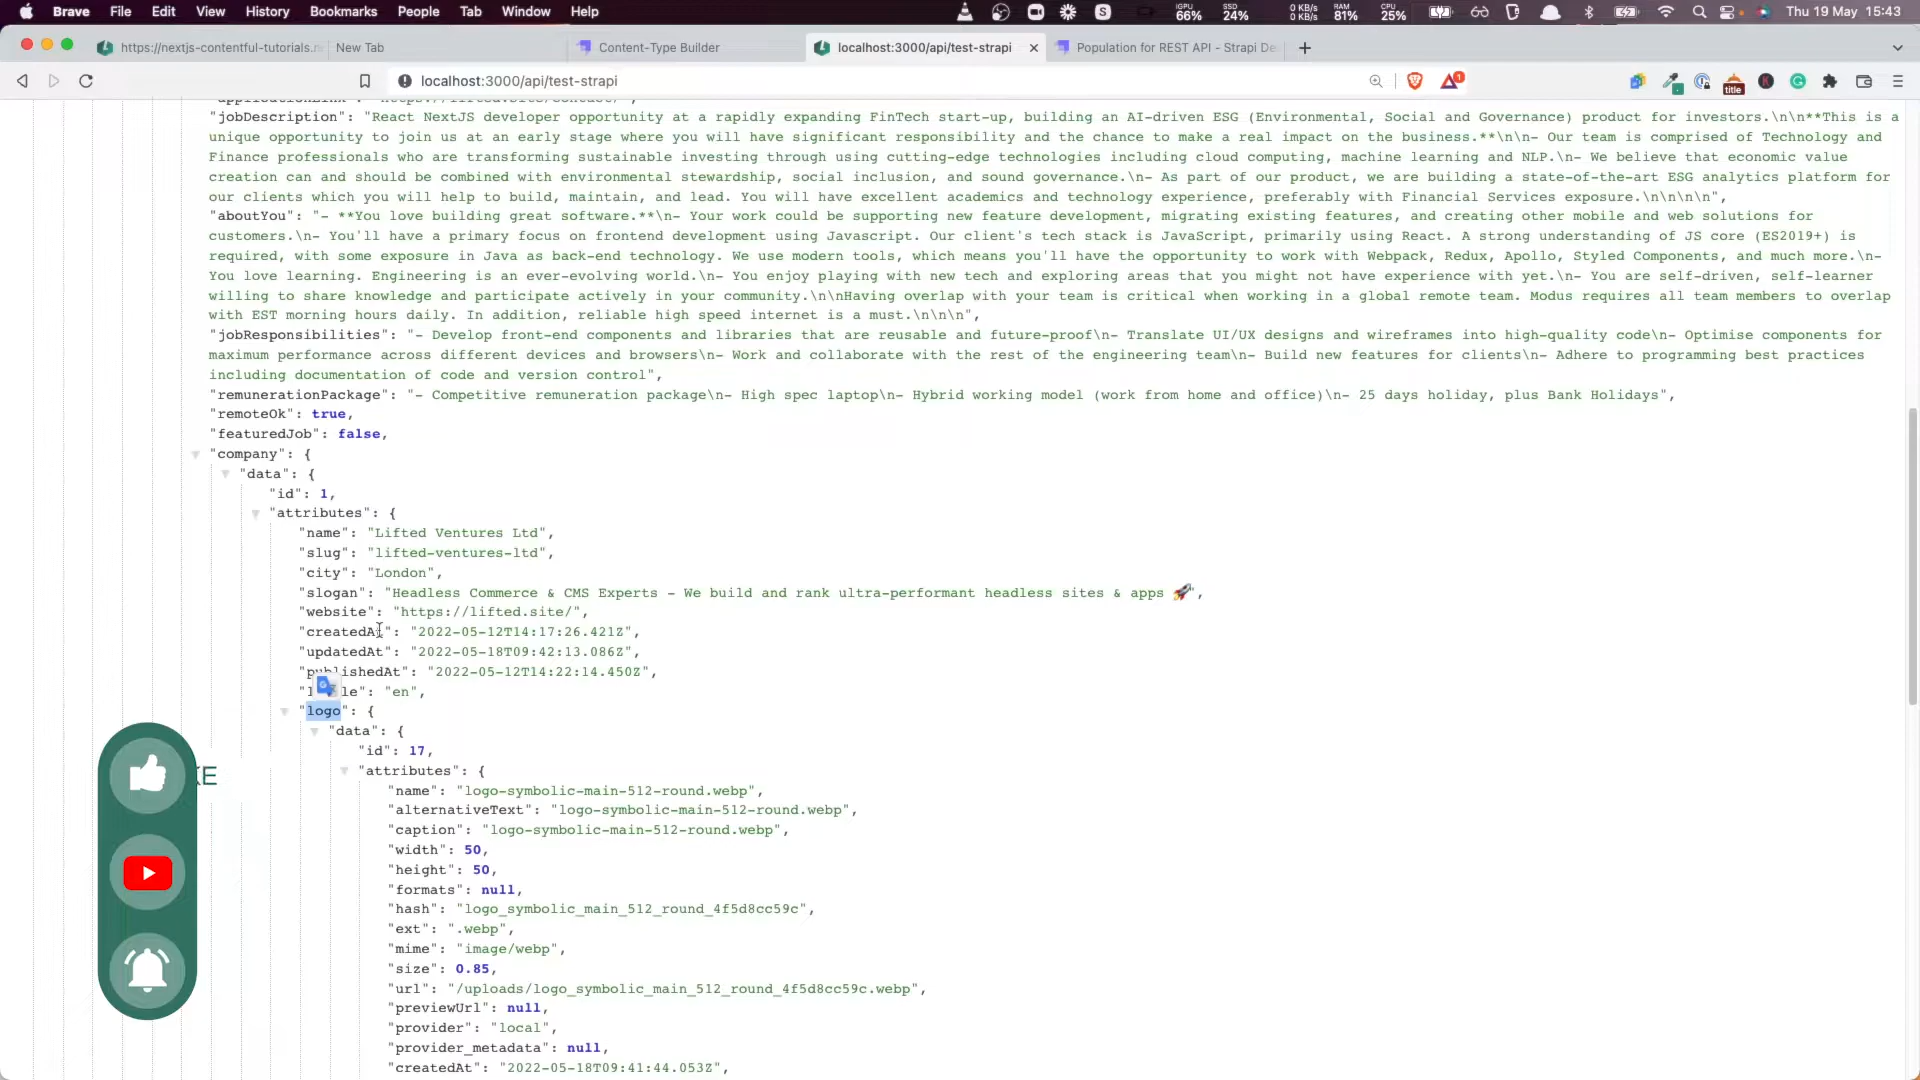 Brave File Edit View History Bookmarks People Tab Window Help
iGPU 66% SSD 24% 0 KB/s 0 KB/s RAM 81% CPU 25% Thu 19 May 15:43
https://nextjs-contentful-tutorials.n New Tab Content-Type Builder localhost:3000/api/test-strapi Population for REST API - Strapi De
localhost:3000/api/test-strapi title 1
"jobDescription": "React NextJS developer opportunity at a rapidly expanding FinTech start-up, building an AI-driven ESG (Environmental, Social and Governance) product for investors.\n\n**This is a
unique opportunity to join us at an early stage where you will have significant responsibility and the chance to make a real impact on the business.**\n\n- Our team is comprised of Technology and
Finance professionals who are transforming sustainable investing through using cutting-edge technologies including cloud computing, machine learning and NLP.\n- We believe that economic value
creation can and should be combined with environmental stewardship, social inclusion, and sound governance.\n- As part of our product, we are building a state-of-the-art ESG analytics platform for
our clients which you will help to build, maintain, and lead. You will have excellent academics and technology experience, preferably with Financial Services exposure.\n\n\n\n",
"aboutYou": "- **You love building great software.**\n- Your work could be supporting new feature development, migrating existing features, and creating other mobile and web solutions for
customers.\n- You'll have a primary focus on frontend development using Javascript. Our client's tech stack is JavaScript, primarily using React. A strong understanding of JS core (ES2019+) is
required, with some exposure in Java as back-end technology. We use modern tools, which means you'll have the opportunity to work with Webpack, Redux, Apollo, Styled Components, and much more.\n-
You love learning. Engineering is an ever-evolving world.\n- You enjoy playing with new tech and exploring areas that you might not have experience with yet.\n- You are self-driven, self-learner
willing to share knowledge and participate actively in your community.\n\nHaving overlap with your team is critical when working in a global remote team. Modus requires all team members to overlap
with EST morning hours daily. In addition, reliable high speed internet is a must.\n\n\n",
"jobResponsibilities": "- Develop front-end components and libraries that are reusable and future-proof\n- Translate UI/UX designs and wireframes into high-quality code\n- Optimise components for
maximum performance across different devices and browsers\n- Work and collaborate with the rest of the engineering team\n- Build new features for clients\n- Adhere to programming best practices
including documentation of code and version control",
"remunerationPackage": "- Competitive remuneration package\n- High spec laptop\n- Hybrid working model (work from home and office)\n- 25 days holiday, plus Bank Holidays",
"remoteOk": true,
"featuredJob": false,
"company": {
"data": {
"id": 1,
"attributes": {
"name": "Lifted Ventures Ltd",
"slug": "lifted-ventures-ltd",
"city": "London",
"slogan": "Headless Commerce & CMS Experts - We build and rank ultra-performant headless sites & apps 🚀",
"website": "https://lifted.site/",
"createdAt": "2022-05-12T14:17:26.421Z",
"updatedAt": "2022-05-18T09:42:13.086Z",
"publishedAt": "2022-05-12T14:22:14.450Z",
"en",
"logo": {
"data": {
"id": 17,
KE
"attributes": {
"name": "logo-symbolic-main-512-round.webp",
"alternativeText": "logo-symbolic-main-512-round.webp",
"caption": "logo-symbolic-main-512-round.webp",
"width": 50,
"height": 50,
"formats": null,
"hash": "logo_symbolic_main_512_round_4f5d8cc59c",
"ext": ".webp",
"mime": "image/webp",
"size": 0.85,
"url": "/uploads/logo_symbolic_main_512_round_4f5d8cc59c.webp",
"previewUrl": null,
"provider": "local",
"provider_metadata": null,
"createdAt": "2022-05-18T09:41:44.053Z",